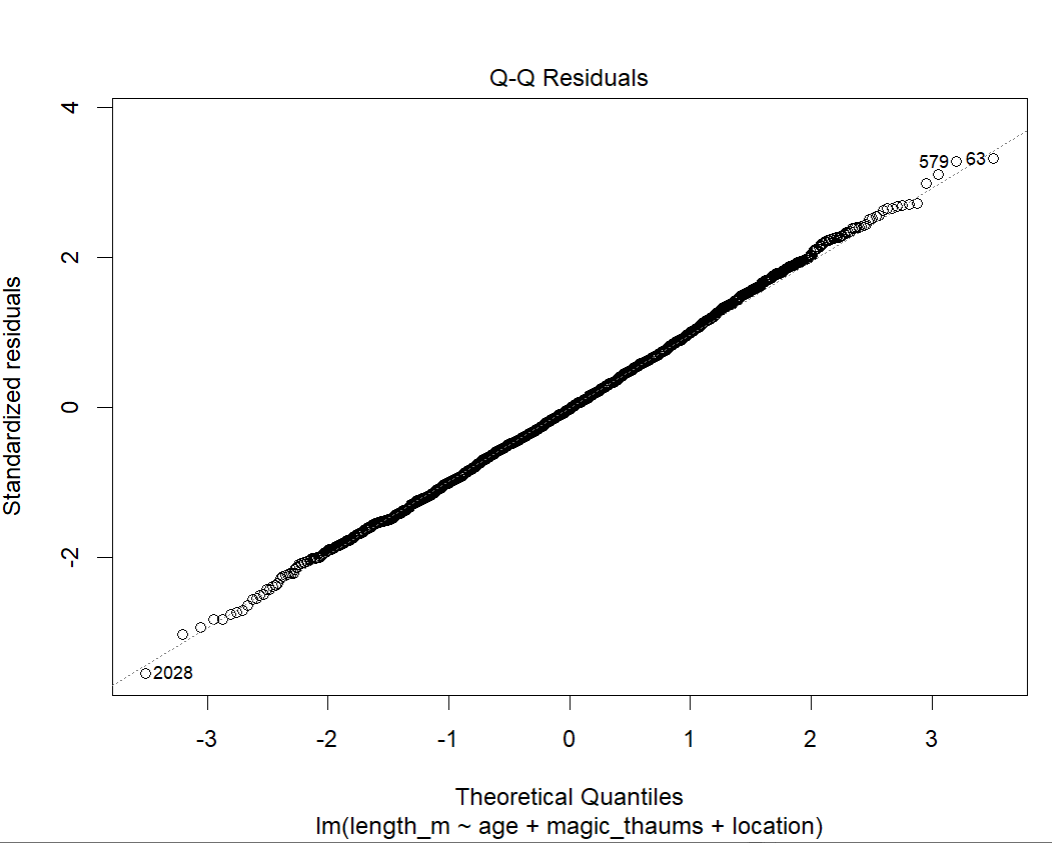 Q-Q Residuals
4
2
0
-2
Standardized residuals
579
63
2028
-3 -2 -1 0 1 2 3
Theoretical Quantiles
lm(length_m ~ age + magic_thaums + location)